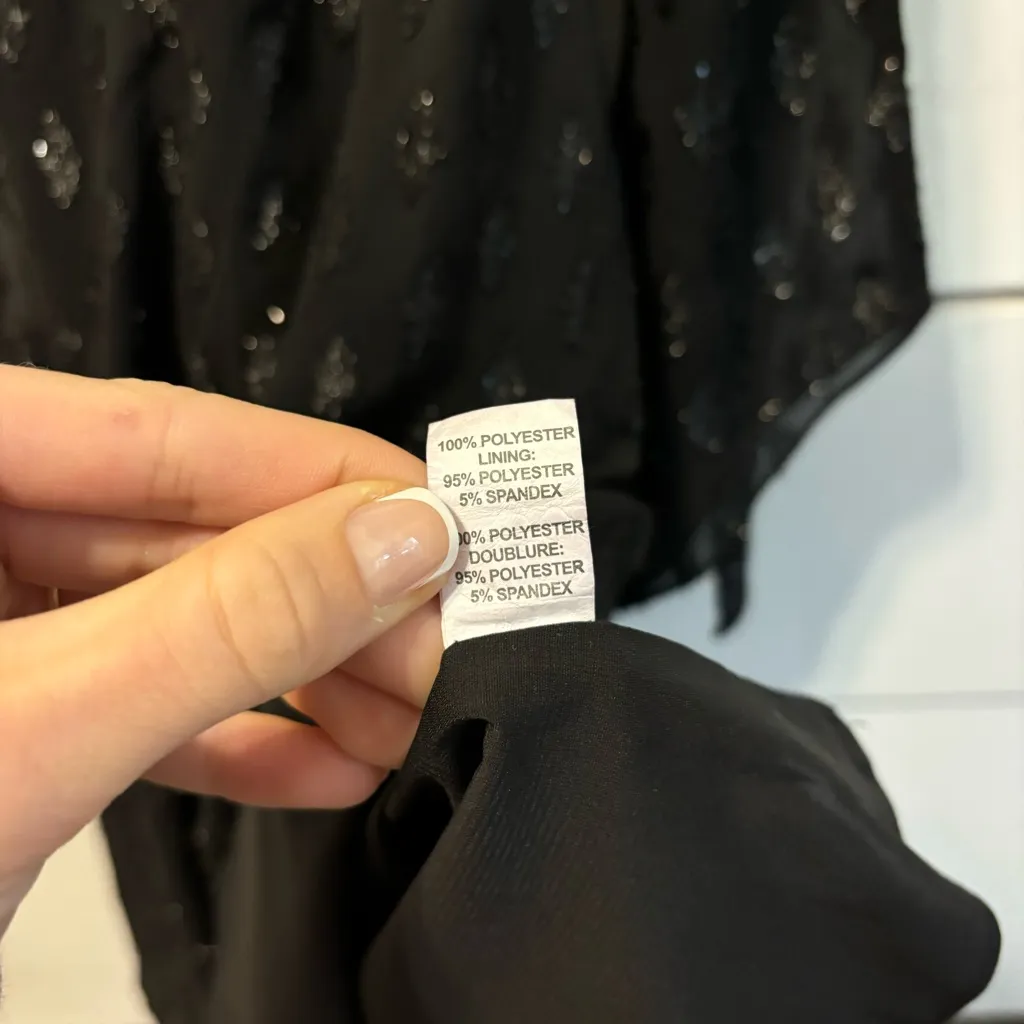 100% POLYESTER
LINING:
95% POLYESTER
5% SPANDEX
00% POLYESTER
DOUBLURE:
95% POLYESTER
5% SPANDEX